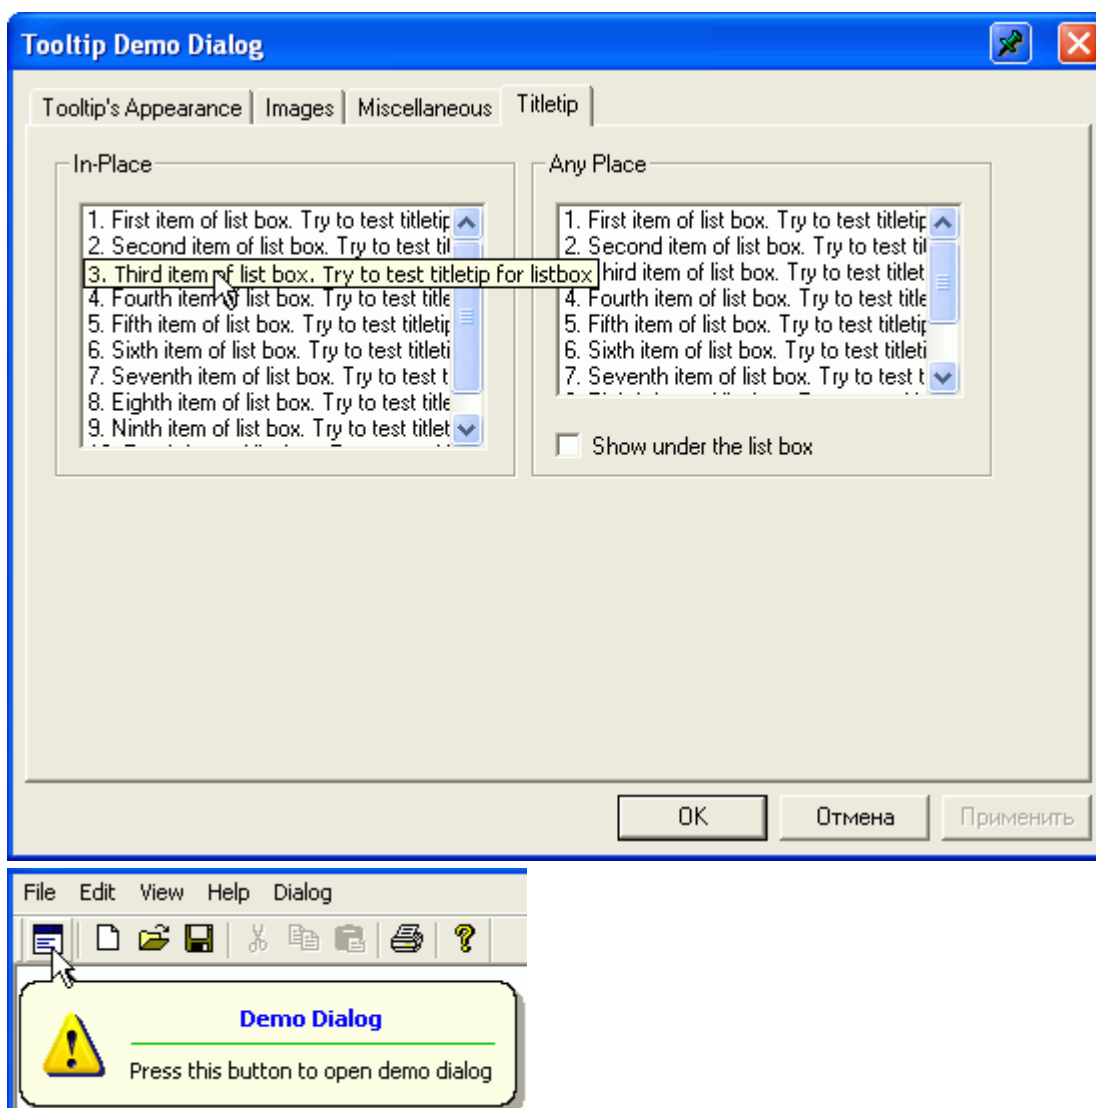 Tooltip Demo Dialog
Tooltip's Appearance Images Miscellaneous Titletip
In-Place
1. First item of list box. Try to test titletip
2. Second item of list box. Try to test til
3. Third item of list box. Try to test titletip for listbox
4. Fourth item of list box. Try to test title
5. Fifth item of list box. Try to test titletip
6. Sixth item of list box. Try to test titleti
7. Seventh item of list box. Try to test t
8. Eighth item of list box. Try to test title
9. Ninth item of list box. Try to test titlet
Any Place
1. First item of list box. Try to test titletip
2. Second item of list box. Try to test til
hird item of list box. Try to test titlet
4. Fourth item of list box. Try to test title
5. Fifth item of list box. Try to test titletip
6. Sixth item of list box. Try to test titleti
7. Seventh item of list box. Try to test t
Show under the list box
OK Отмена Применить
File Edit View Help Dialog
Demo Dialog
Press this button to open demo dialog